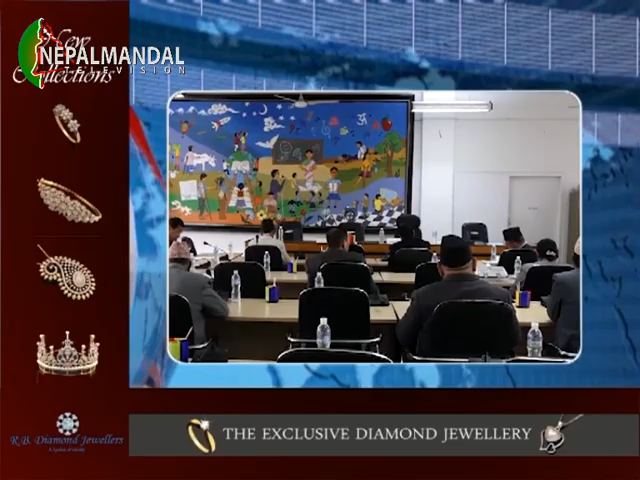 New
Collections
NEPALMANDAL
TELEVISION
R.B. Diamond Jewellers
THE EXCLUSIVE DIAMOND JEWELLERY